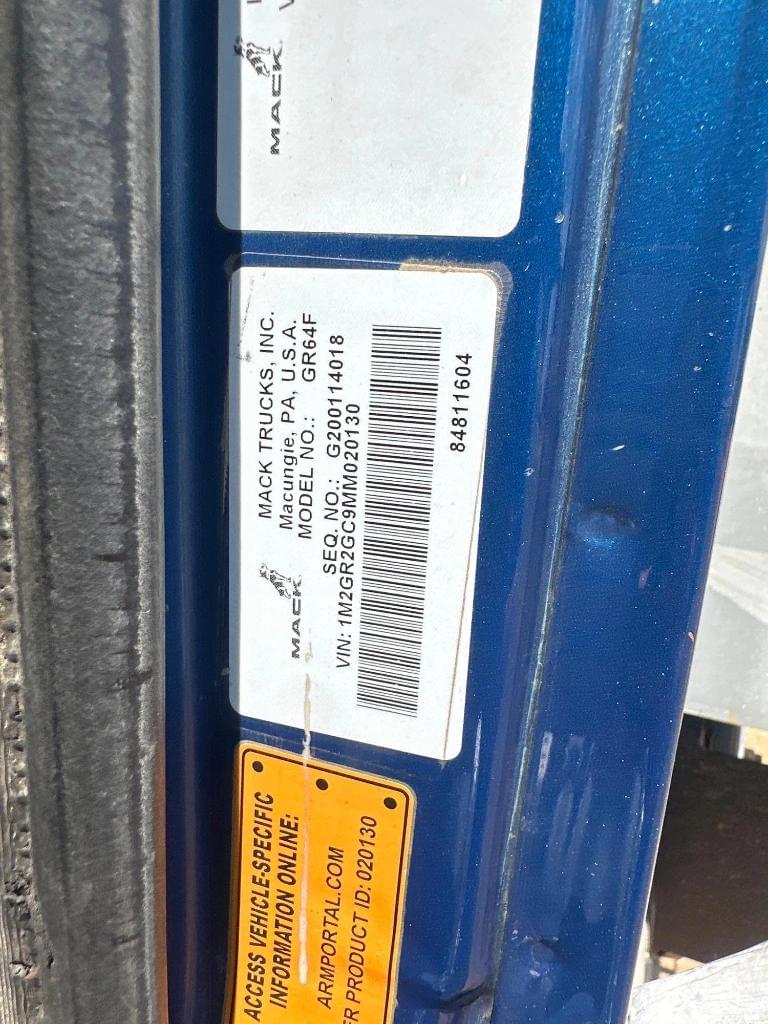 MACK
MACK TRUCKS, INC.
Macungie, PA, U.S.A.
MODEL NO.: GR64F
MACK
SEQ. NO.: G200114018
VIN: 1M2GR2GC9MM020130
84811604
ACCESS VEHICLE-SPECIFIC
INFORMATION ONLINE:
ARMPORTAL.COM
PRODUCT ID: 020130